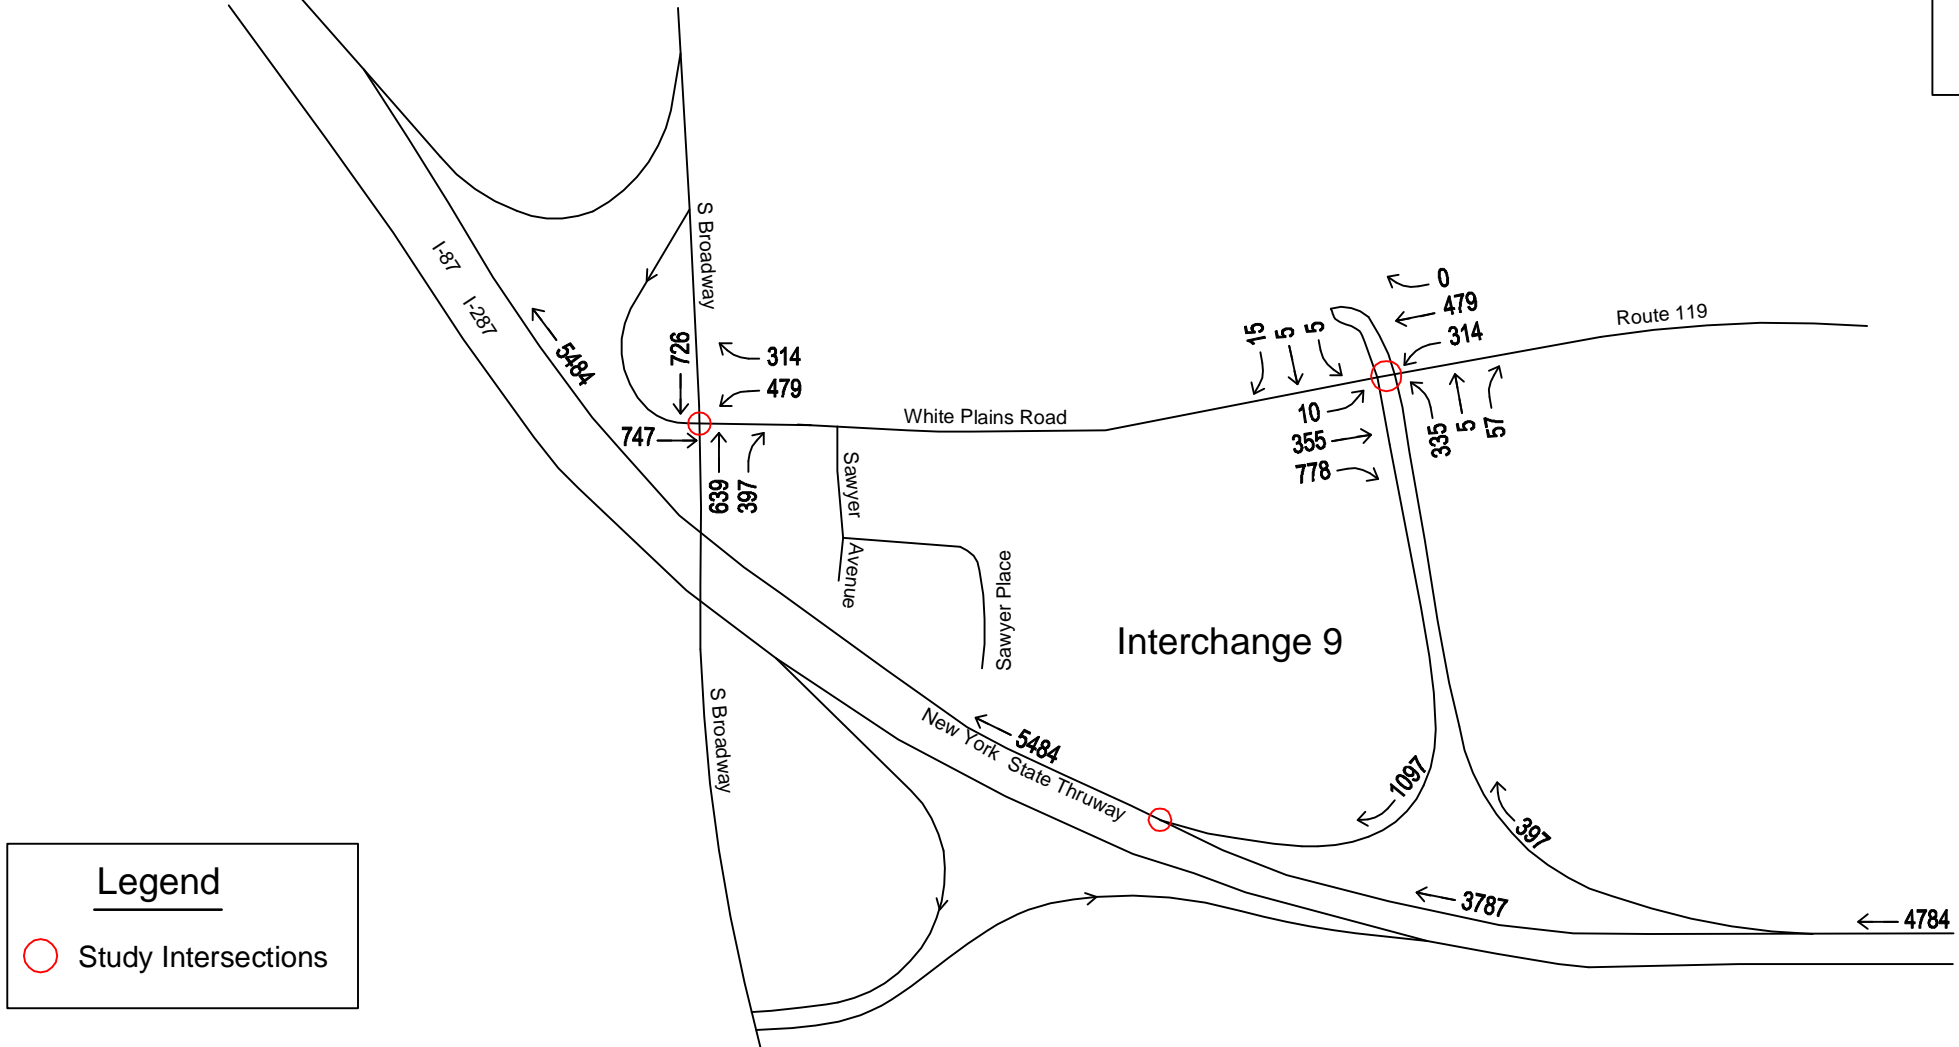 I-87
I-287
5484
S Broadway
726
314
479
747
639
397
White Plains Road
Sawyer
Avenue
Sawyer Place
15
5
5
0
479
314
Route 119
10
355
778
335
5
57
Interchange 9
S Broadway
New York State Thruway
5484
1097
397
3787
4784
Legend
Study Intersections